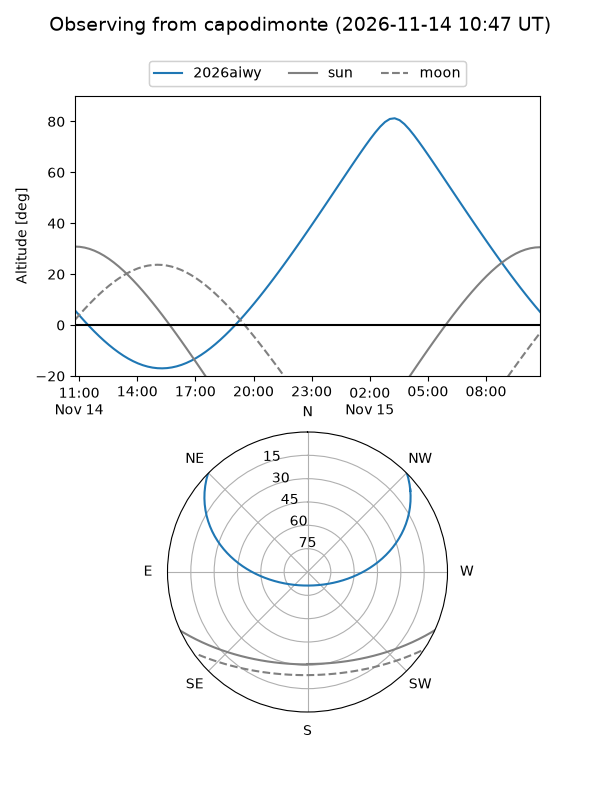 Observing from capodimonte (2026-11-14 10:47 UT)
2026aiwy sun moon
Altitude [deg]
80
60
40
20
0
−20
11:00 14:00 17:00 20:00 23:00 02:00 05:00 08:00
Nov 14 Nov 15
N
NE NW
15
30
45
60
75
E W
SE SW
S